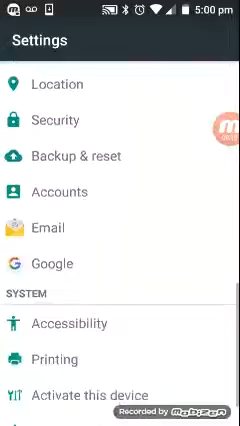 5:00 pm
Settings
Location
Security
Backup & reset
Accounts
Email
Google
SYSTEM
Accessibility
Printing
Activate this device
Recorded by mobizen